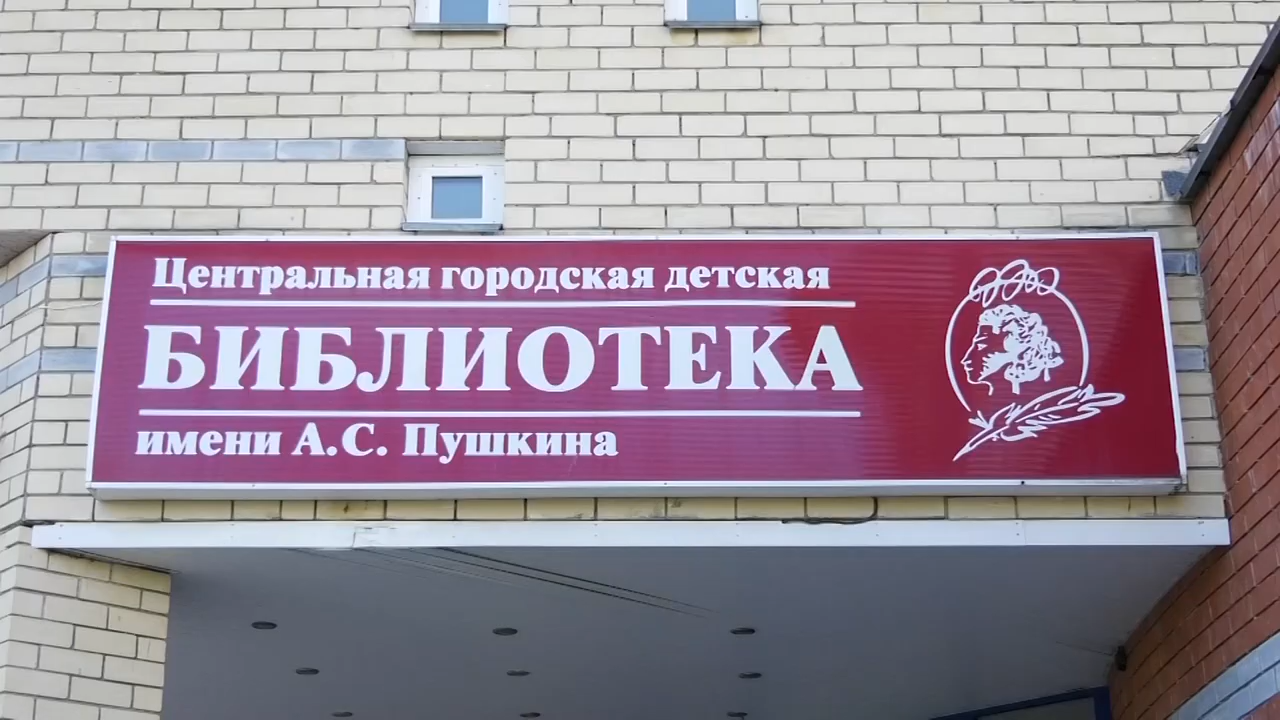 Центральная городская детская
БИБЛИОТЕКА
имени А.С. Пушкина